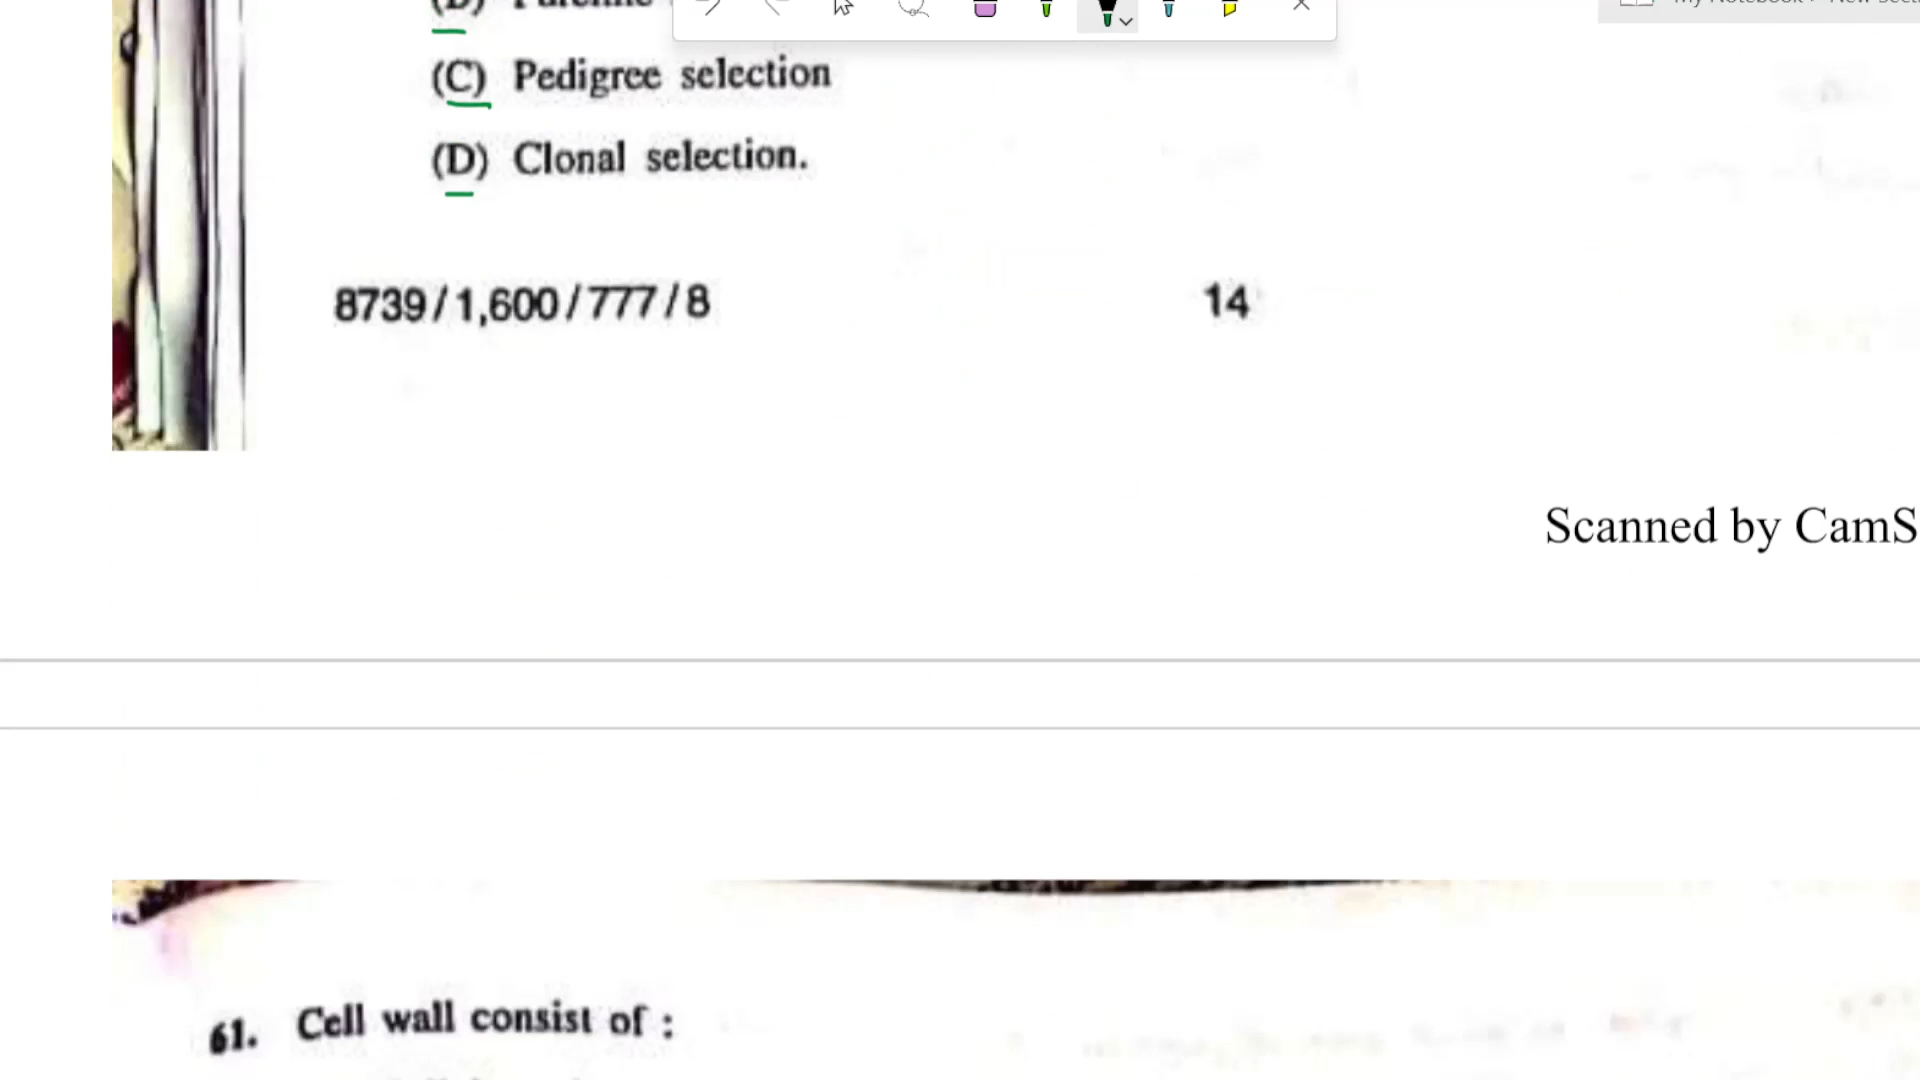 (C) Pedigree selection
(D) Clonal selection.
8739/1,600/777/8
14
Scanned by CamS
61. Cell wall consist of :